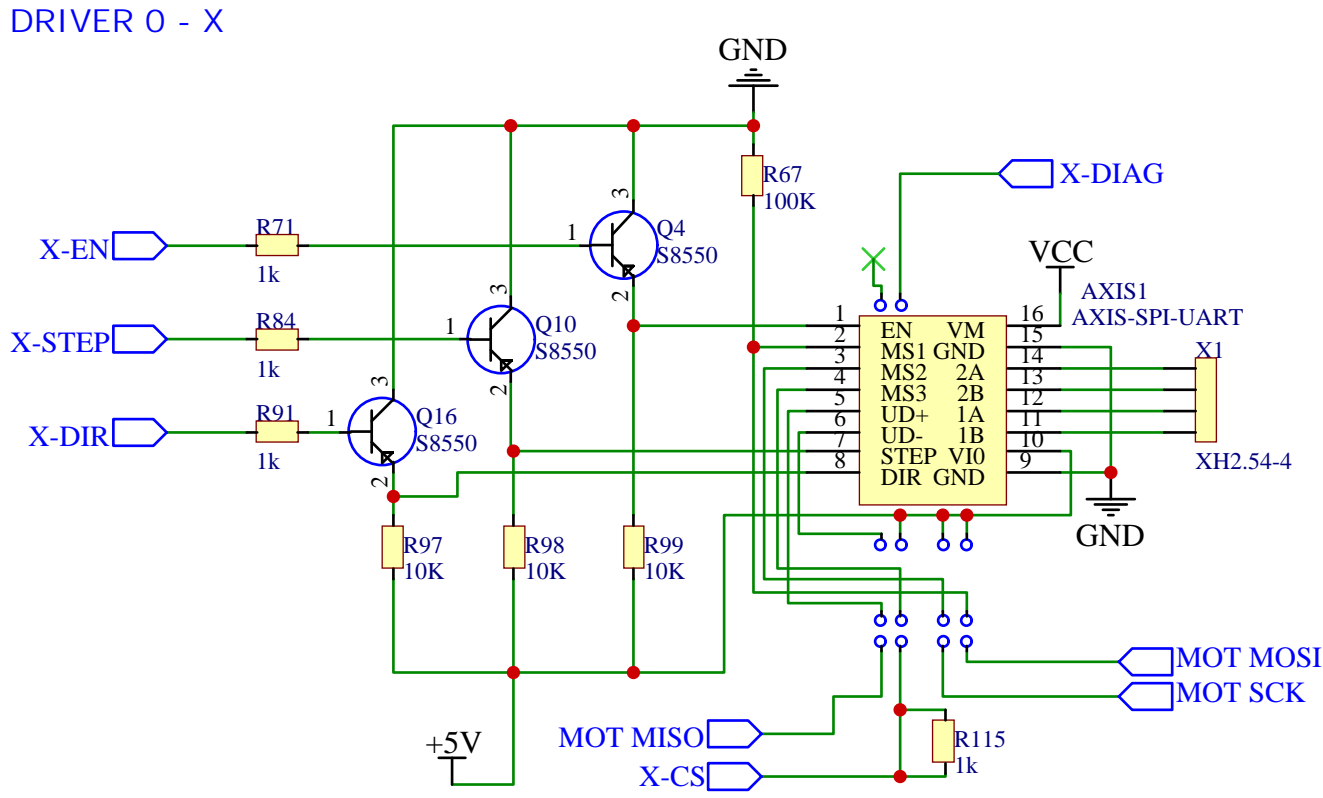 DRIVER 0 - X
GND
R67
100K
X-DIAG
X-EN
R71
1k
1
3
2
Q4
S8550
VCC
AXIS1
AXIS-SPI-UART
X-STEP
R84
1k
1
3
2
Q10
S8550
X-DIR
R91
1k
1
3
2
Q16
S8550
1 EN VM 16
2 MS1 GND 15
3 MS2 2A 14
4 MS3 2B 13
5 UD+ 1A 12
6 UD- 1B 11
7 STEP VI0 10
8 DIR GND 9
X1
XH2.54-4
GND
R97
10K
R98
10K
R99
10K
MOT MOSI
MOT SCK
MOT MISO
X-CS
R115
1k
+5V